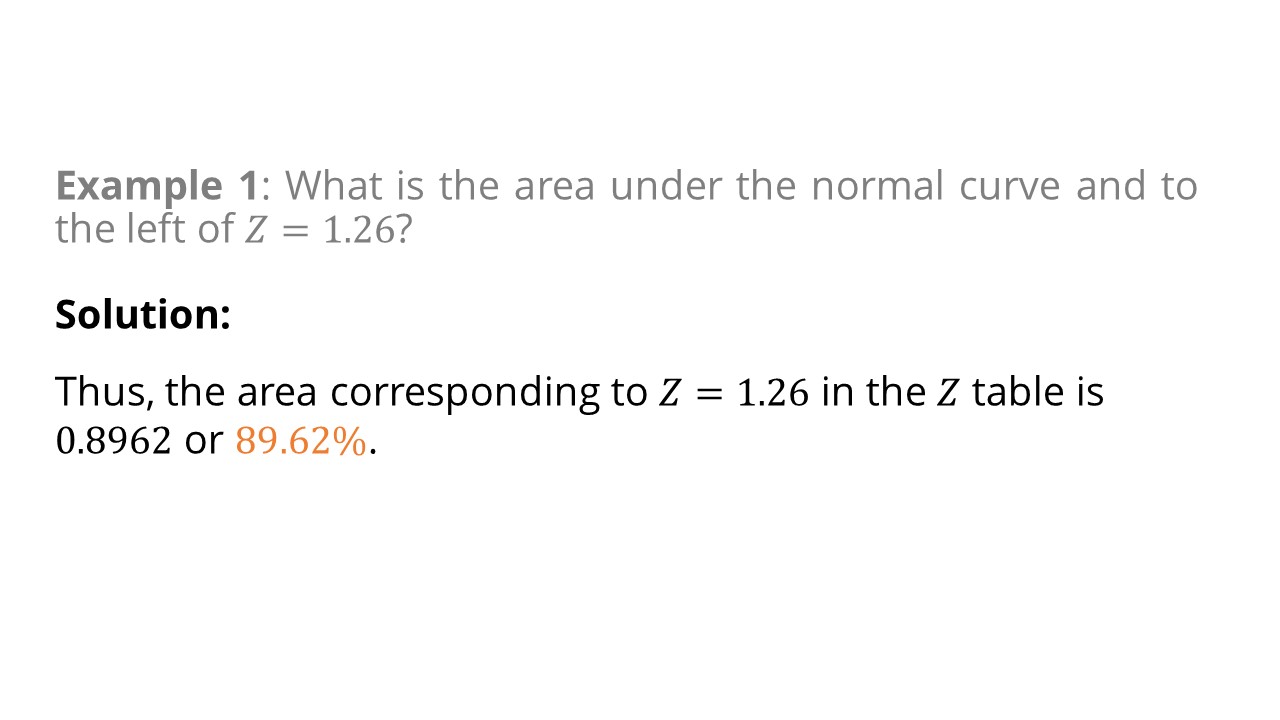 Example 1: What is the area under the normal curve and to
the left of Z = 1.26?
Solution:
Thus, the area corresponding to Z = 1.26 in the Z table is
0.8962 or 89.62%.